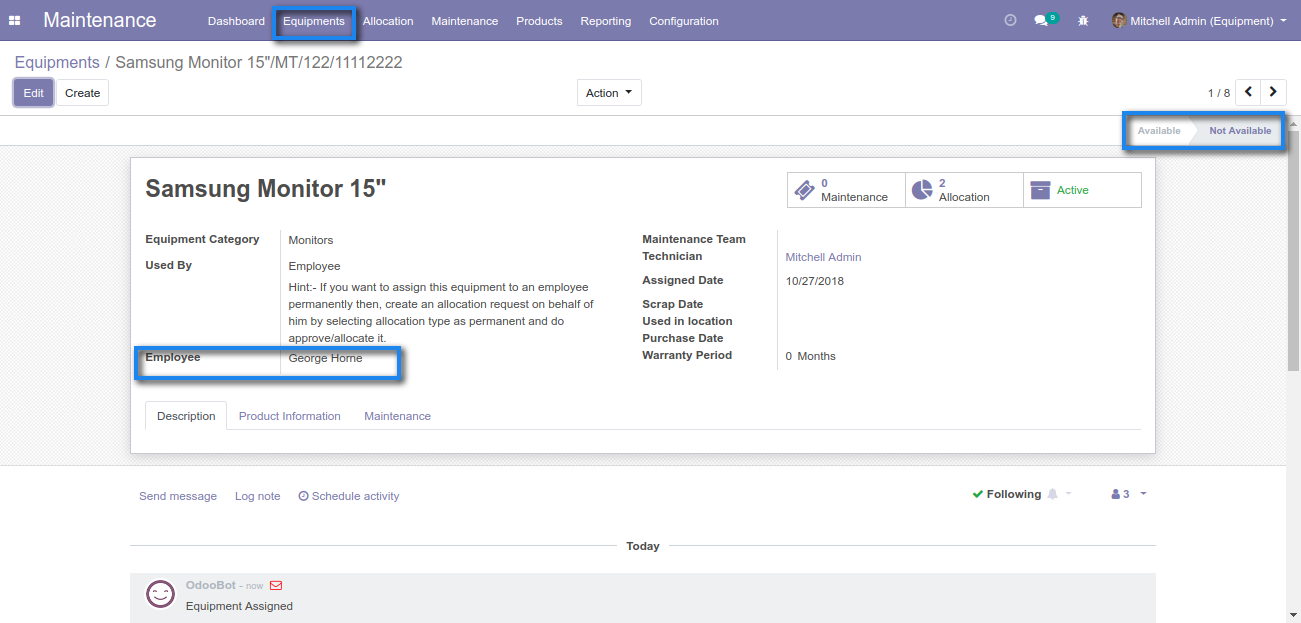 Maintenance Dashboard Equipments Allocation Maintenance Products Reporting Configuration 9 Mitchell Admin (Equipment)
Equipments / Samsung Monitor 15"/MT/122/11112222
Edit Create Action 1 / 8
Available Not Available
Samsung Monitor 15"
0 Maintenance
2 Allocation
Active
Equipment Category Monitors
Used By Employee
Hint:- If you want to assign this equipment to an employee
permanently then, create an allocation request on behalf of
him by selecting allocation type as permanent and do
approve/allocate it.
Employee George Horne
Maintenance Team
Technician Mitchell Admin
Assigned Date 10/27/2018
Scrap Date
Used in location
Purchase Date
Warranty Period 0 Months
Description Product Information Maintenance
Send message Log note Schedule activity Following 3
Today
OdooBot - now
Equipment Assigned